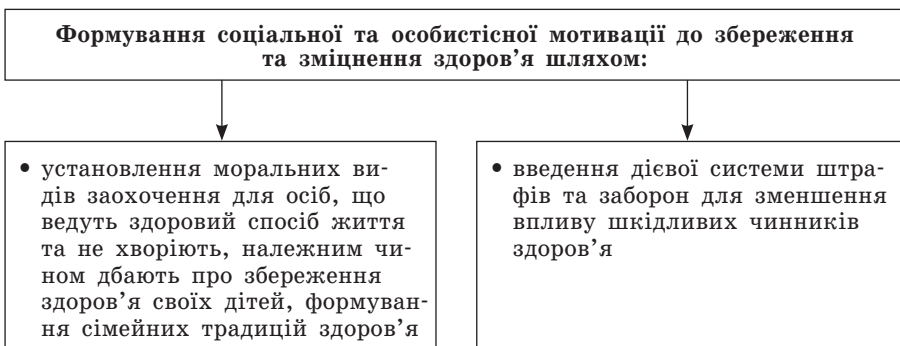 Формування соціальної та особистісної мотивації до збереження
та зміцнення здоров’я шляхом:
• установлення моральних ви-
дів заохочення для осіб, що
ведуть здоровий спосіб життя
та не хворіють, належним чи-
ном дбають про збереження
здоров’я своїх дітей, формуван-
ня сімейних традицій здоров’я
• введення дієвої системи штра-
фів та заборон для зменшення
впливу шкідливих чинників
здоров’я